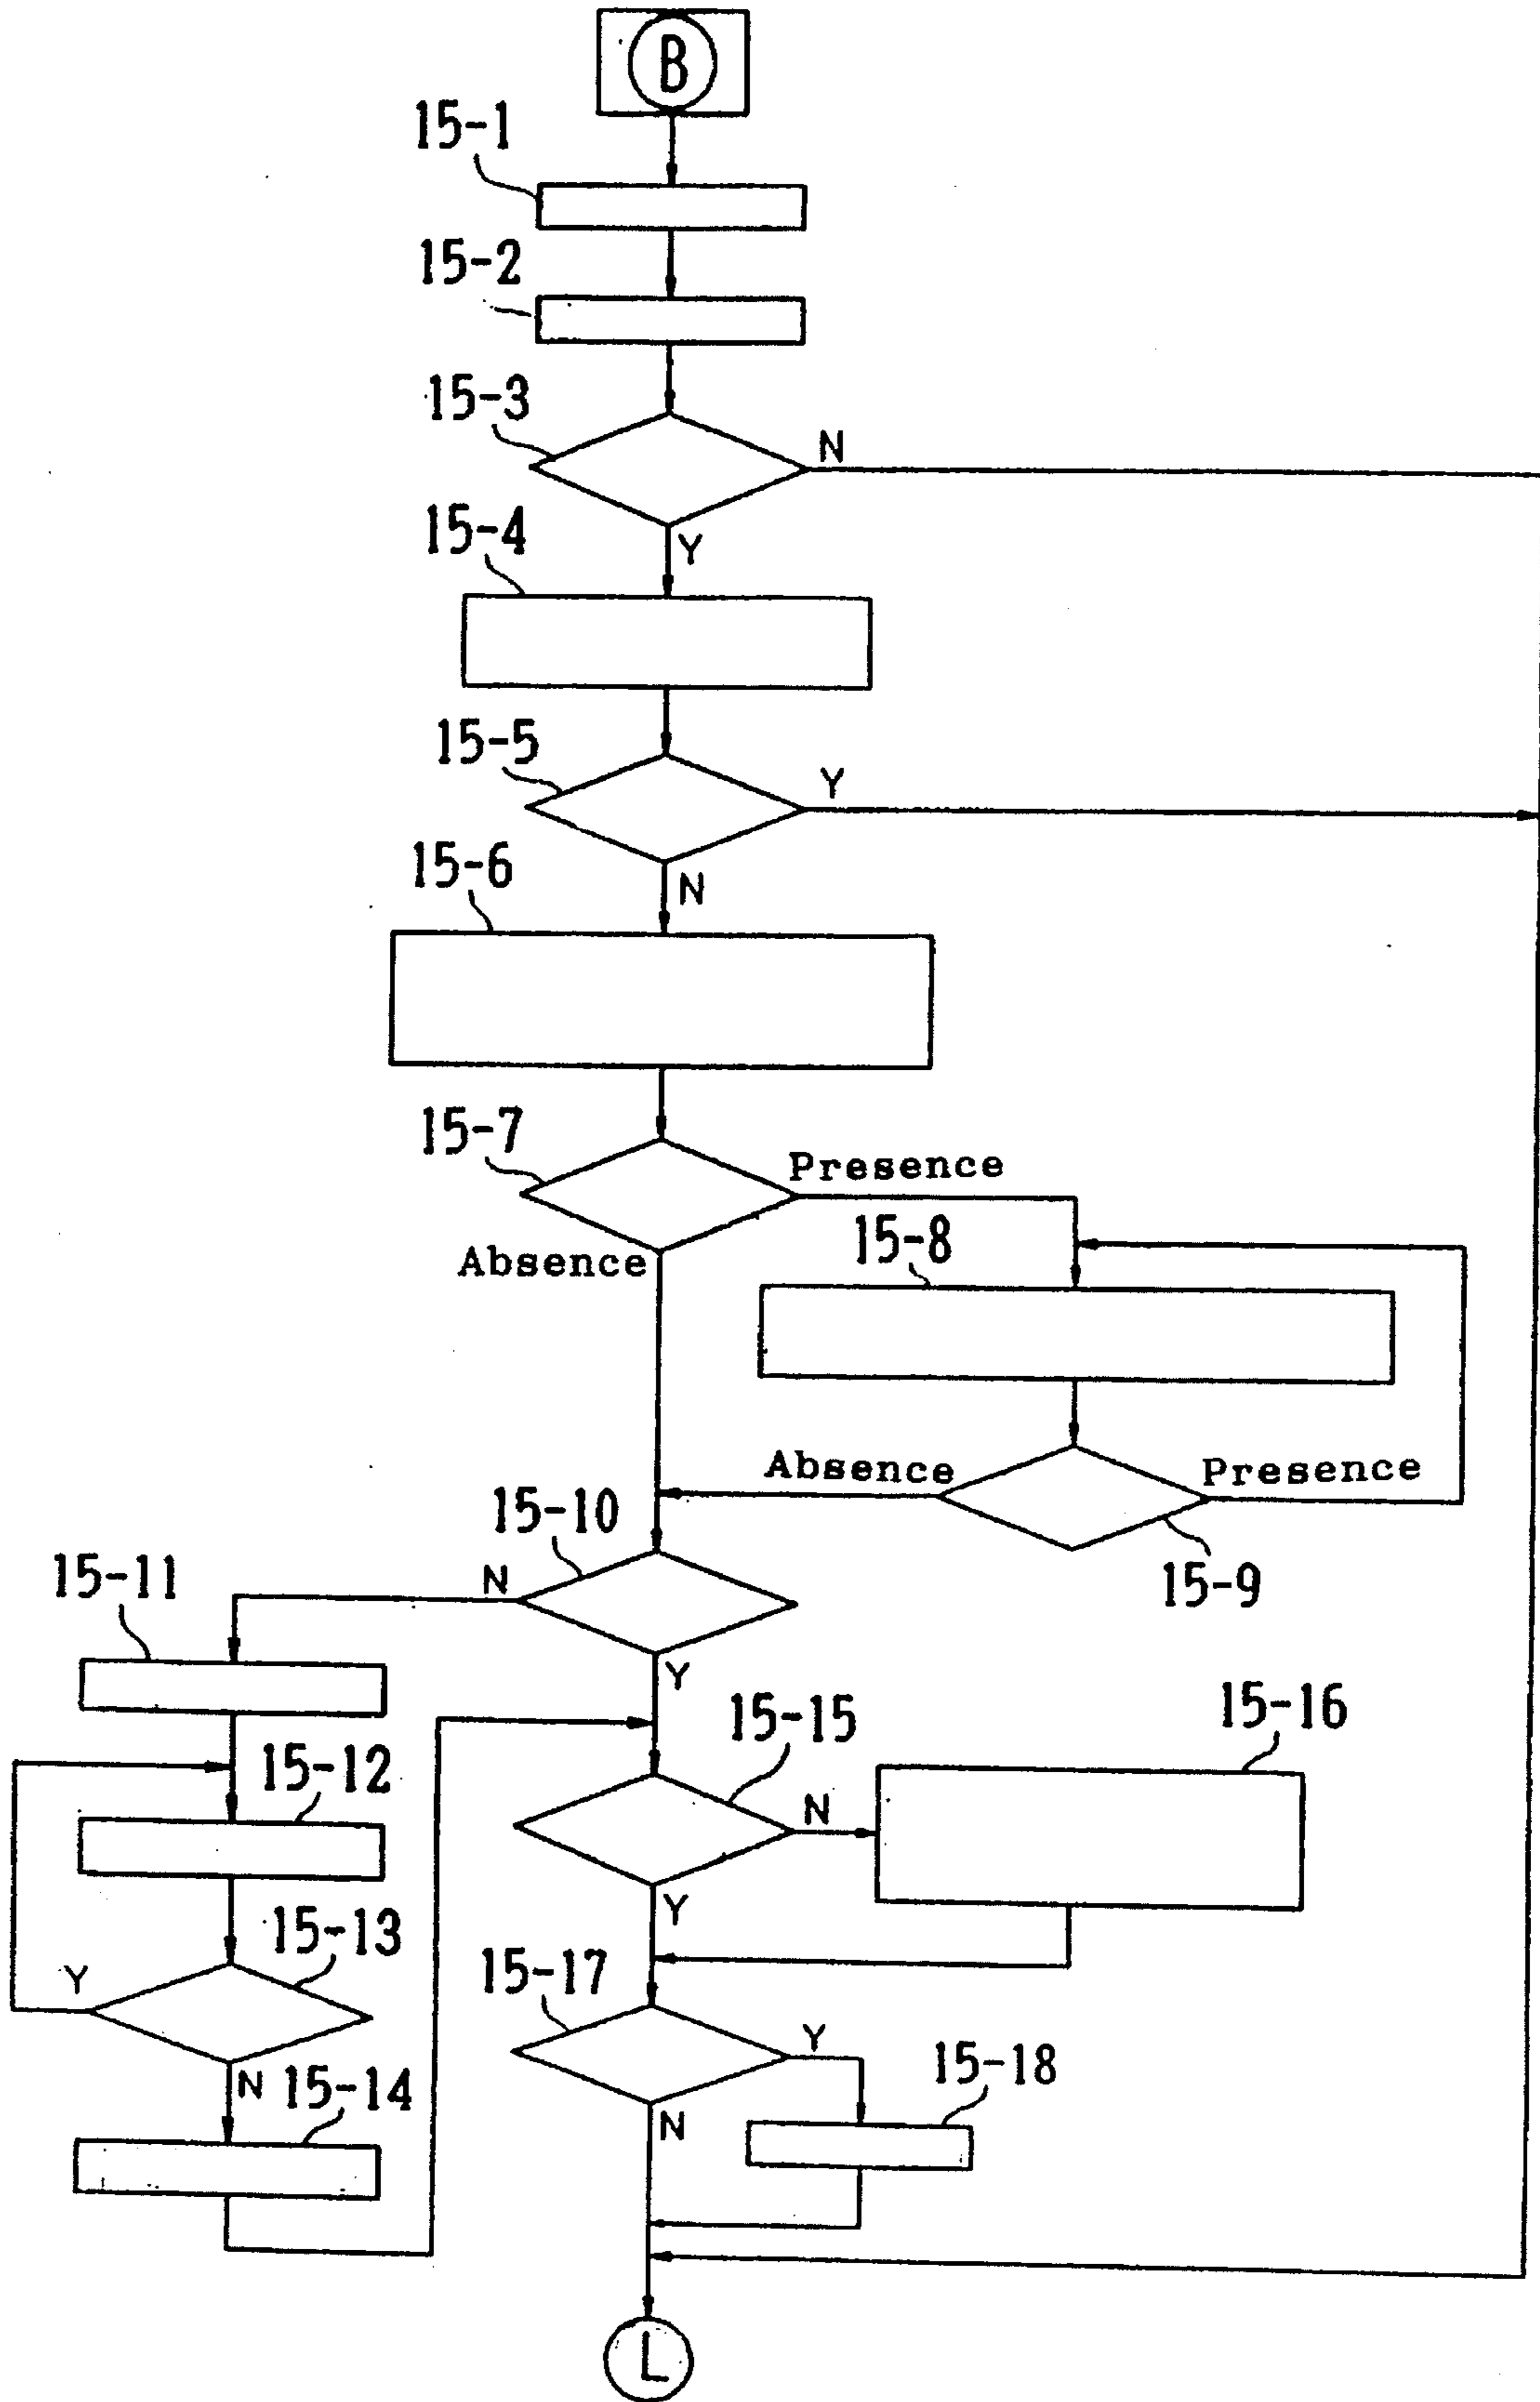 B
15-1
15-2
15-3
N
15-4
Y
15-5
Y
15-6
N
15-7
Presence
Absence
15-8
Absence
Presence
15-10
15-9
15-11
N
Y
15-15
15-16
15-12
N
15-13
Y
Y
15-17
Y
N
15-14
15-18
N
L